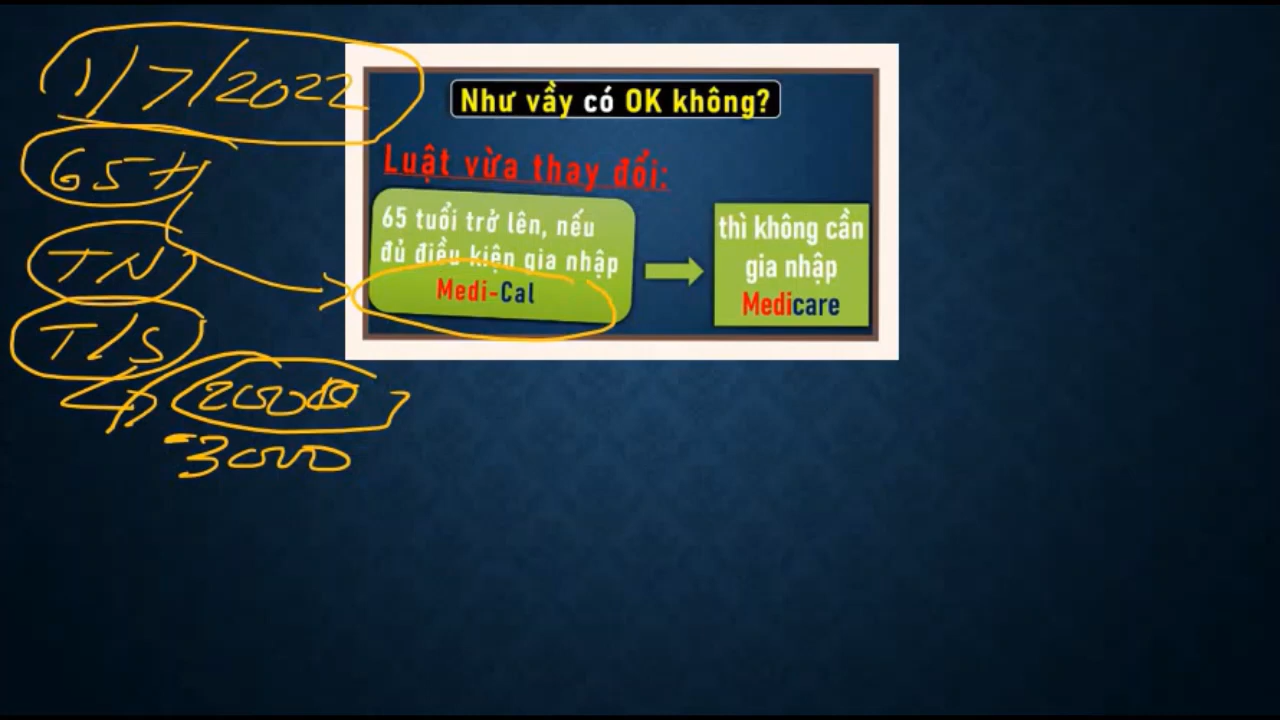 1/7/2022
65+
TN
T/S
2000
3000
Như vầy có OK không?
Luật vừa thay đổi:
65 tuổi trở lên, nếu
đủ điều kiện gia nhập
Medi-Cal
thì không cần
gia nhập
Medicare